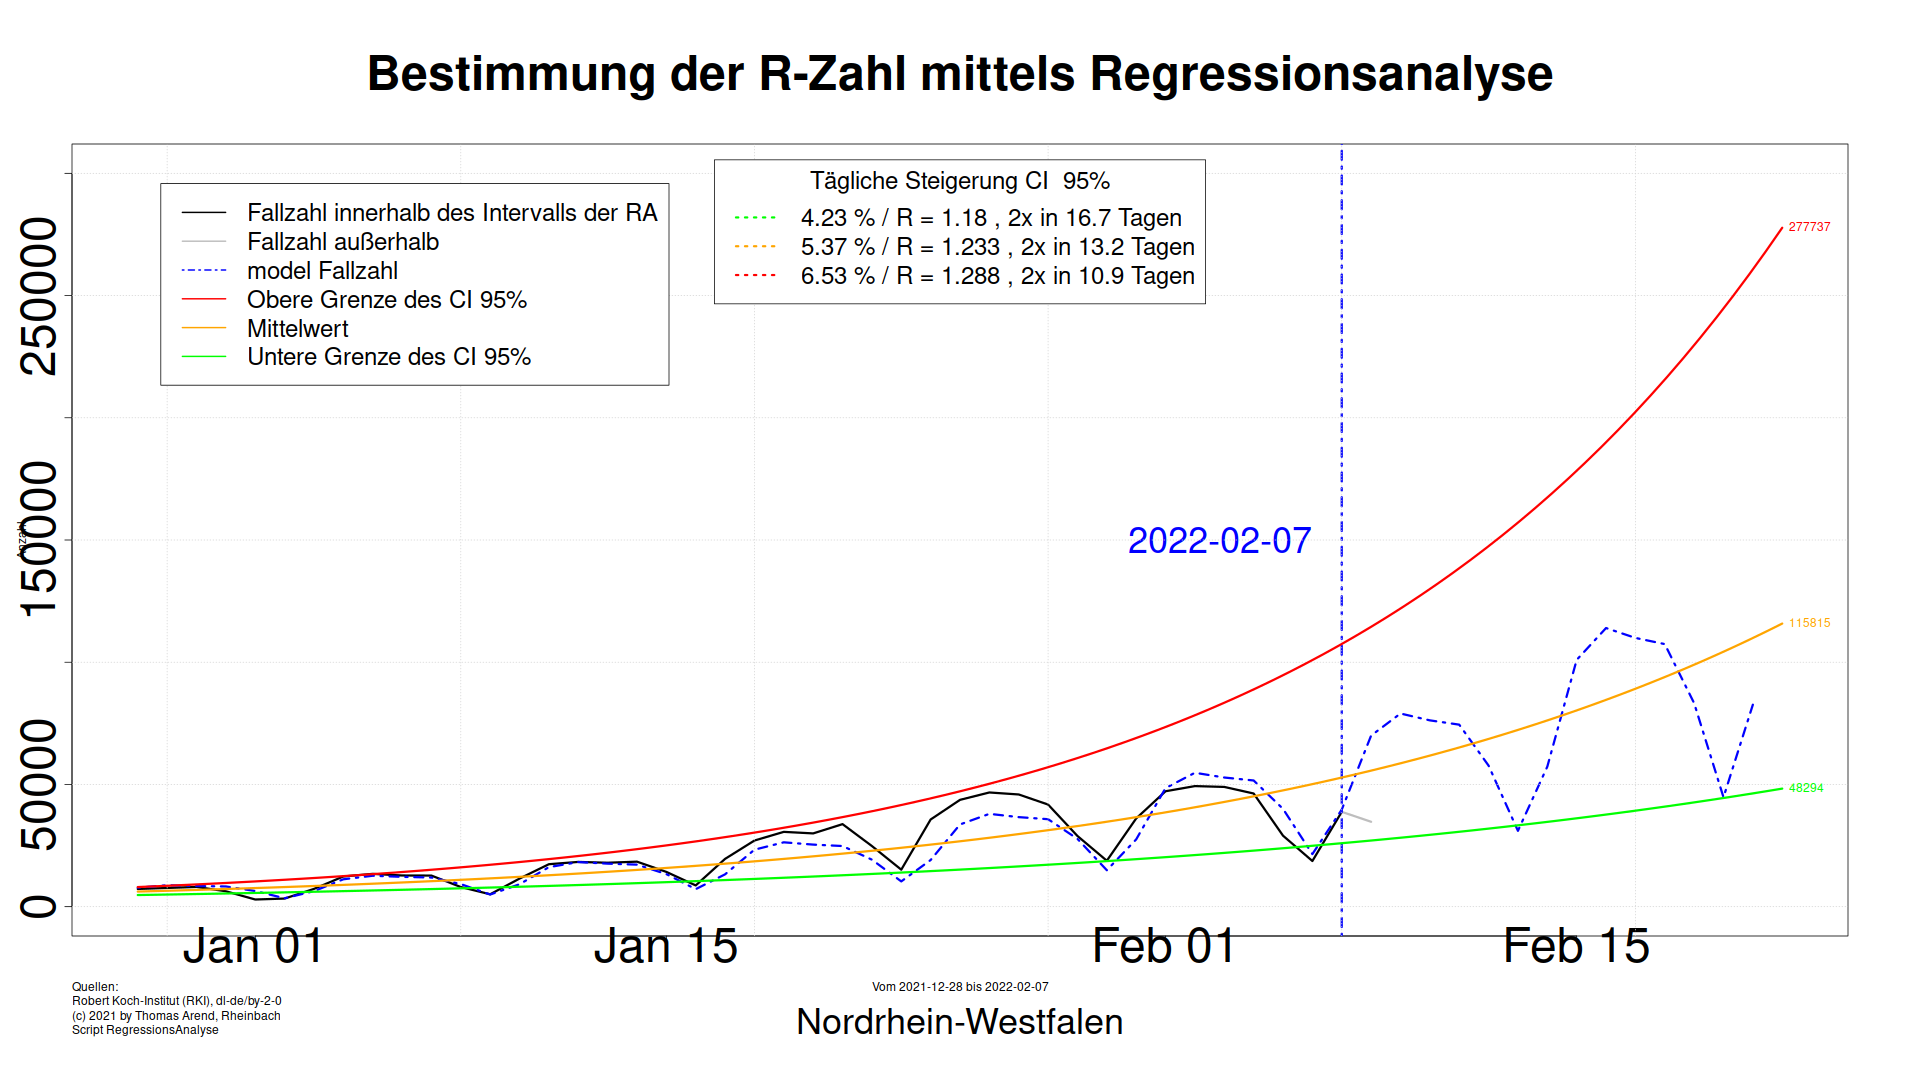 Bestimmung der R-Zahl mittels Regressionsanalyse
Fallzahl innerhalb des Intervalls der RA
Fallzahl außerhalb
model Fallzahl
Obere Grenze des CI 95%
Mittelwert
Untere Grenze des CI 95%
Tägliche Steigerung CI  95%
4.23 % / R = 1.18 , 2x in 16.7 Tagen
5.37 % / R = 1.233 , 2x in 13.2 Tagen
6.53 % / R = 1.288 , 2x in 10.9 Tagen
277737
250000
150000
Anzahl
2022-02-07
115815
50000
48294
0
Jan 01
Jan 15
Feb 01
Feb 15
Quellen:
Robert Koch-Institut (RKI), dl-de/by-2-0
(c) 2021 by Thomas Arend, Rheinbach
Script RegressionsAnalyse
Vom 2021-12-28 bis 2022-02-07
Nordrhein-Westfalen